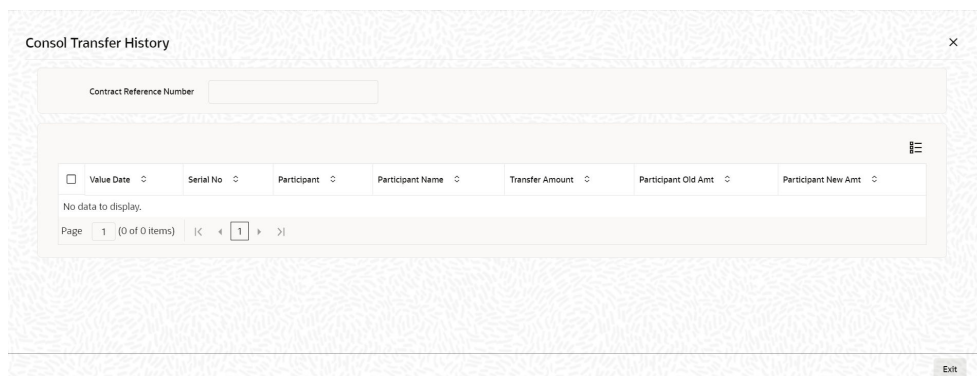 Consol Transfer History
Contract Reference Number
Value Date Serial No Participant Participant Name Transfer Amount Participant Old Amt Participant New Amt
No data to display.
Page 1 (0 of 0 items) 1
Exit